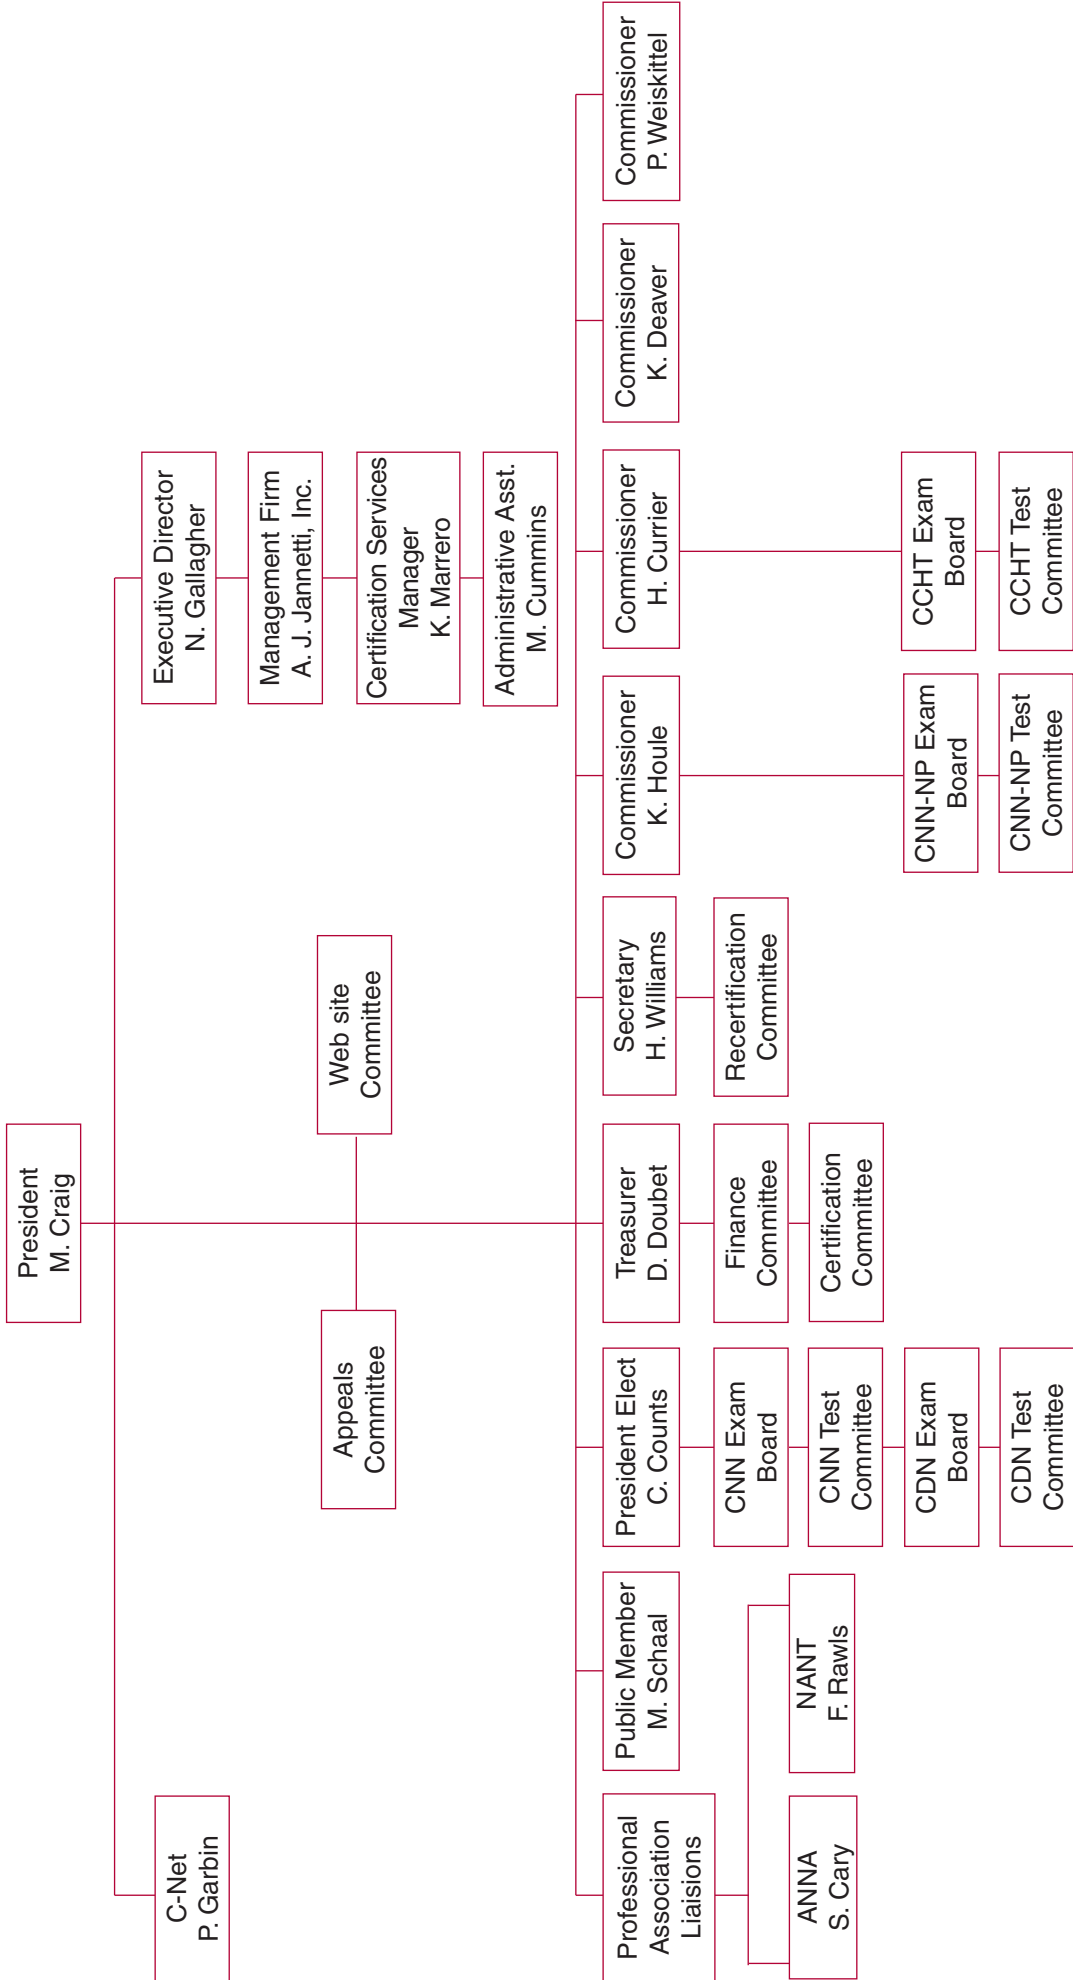 President
M. Craig
C-Net
P. Garbin
Executive Director
N. Gallagher
Management Firm
A. J. Jannetti, Inc.
Certification Services
Manager
K. Marrero
Administrative Asst.
M. Cummins
Appeals
Committee
Web site
Committee
Professional
Association
Liaisions
Public Member
M. Schaal
President Elect
C. Counts
Treasurer
D. Doubet
Secretary
H. Williams
Commissioner
K. Houle
Commissioner
H. Currier
Commissioner
K. Deaver
Commissioner
P. Weiskittel
ANNA
S. Cary
NANT
F. Rawls
CNN Exam
Board
CNN Test
Committee
CDN Exam
Board
CDN Test
Committee
Finance
Committee
Certification
Committee
Recertification
Committee
CNN-NP Exam
Board
CNN-NP Test
Committee
CCHT Exam
Board
CCHT Test
Committee